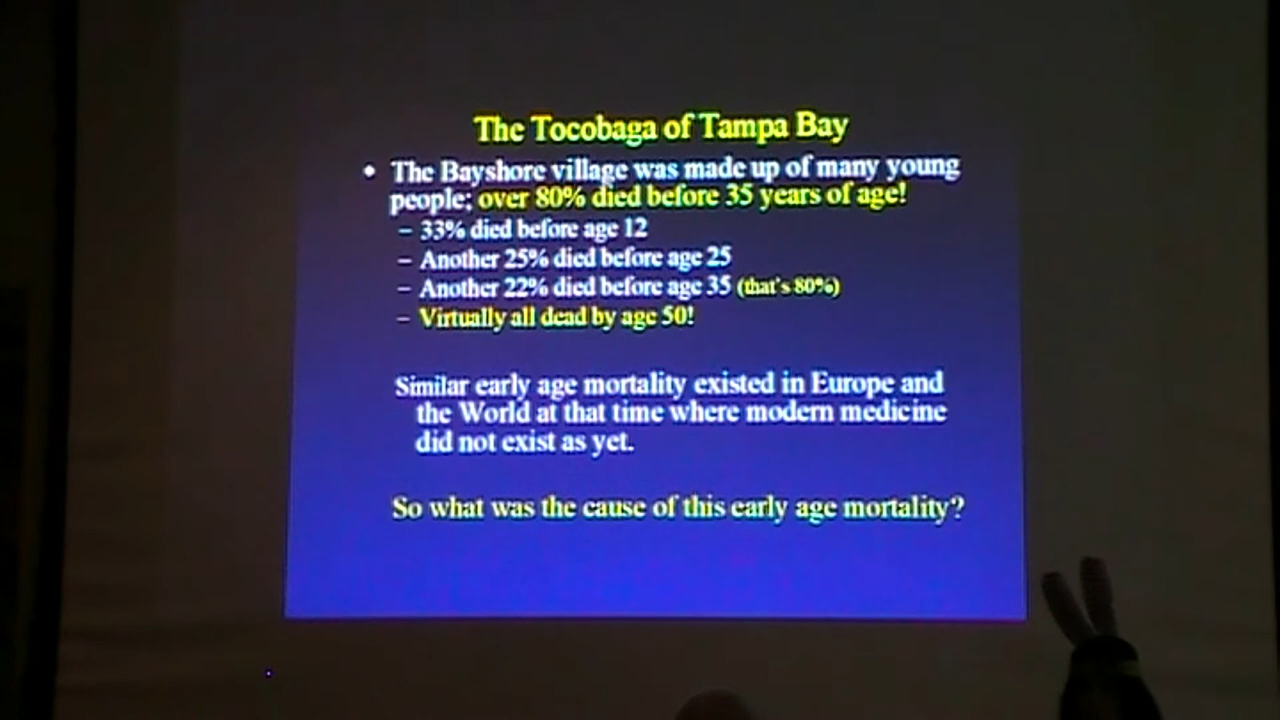 The Tocobaga of Tampa Bay
• The Bayshore village was made up of many young
people; over 80% died before 35 years of age!
– 33% died before age 12
– Another 25% died before age 25
– Another 22% died before age 35 (that's 80%)
– Virtually all dead by age 50!
Similar early age mortality existed in Europe and
the World at that time where modern medicine
did not exist as yet.
So what was the cause of this early age mortality?